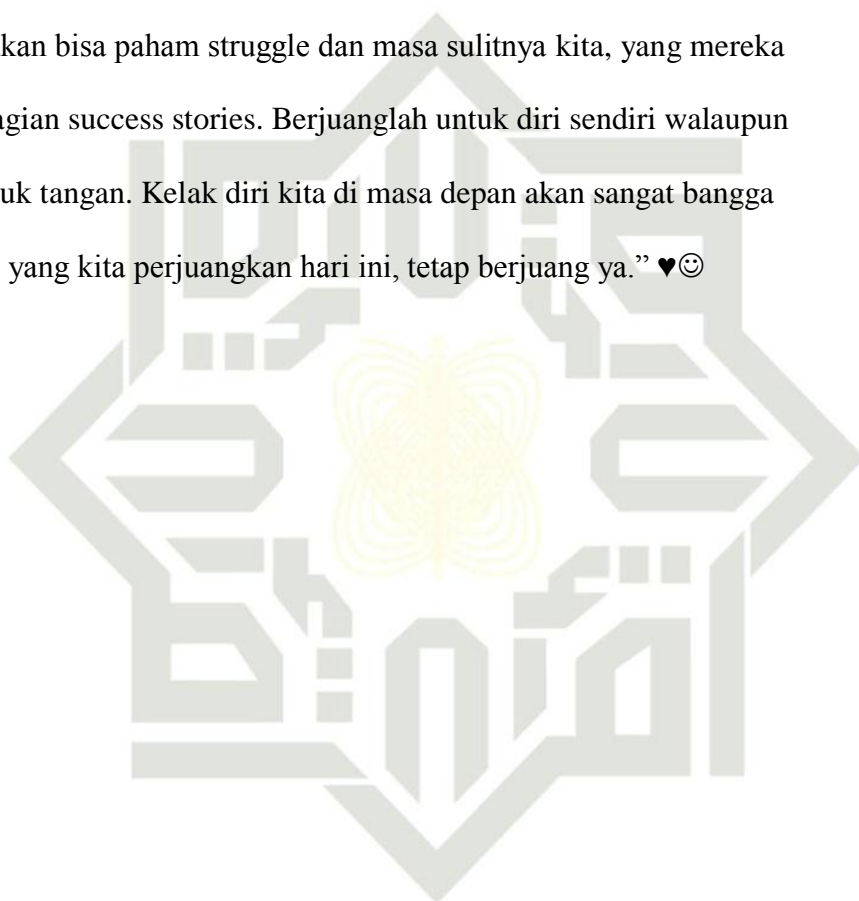 kan bisa paham struggle dan masa sulitnya kita, yang mereka
agian success stories. Berjuanglah untuk diri sendiri walaupun
uk tangan. Kelak diri kita di masa depan akan sangat bangga
yang kita perjuangkan hari ini, tetap berjuang ya.” ♥☺